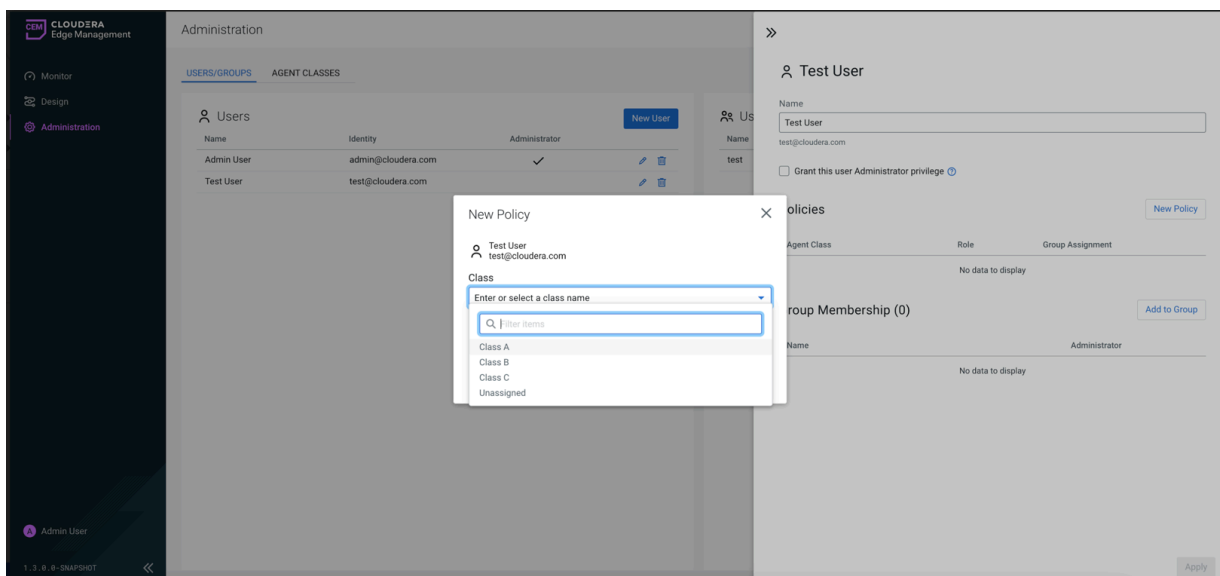 CEM
CLOUDERA
Edge Management
Monitor
Design
Administration
A Admin User
1.3.0.0-SNAPSHOT
Administration
USERS/GROUPS AGENT CLASSES
Users
New User
Name Identity Administrator
Admin User admin@cloudera.com
Test User test@cloudera.com
Us
Name
test
New Policy
Test User
test@cloudera.com
Class
Enter or select a class name
Filter items
Class A
Class B
Class C
Unassigned
Test User
Name
Test User
test@cloudera.com
Grant this user Administrator privilege
olicies
New Policy
Agent Class Role Group Assignment
No data to display
roup Membership (0)
Add to Group
Name Administrator
No data to display
Apply